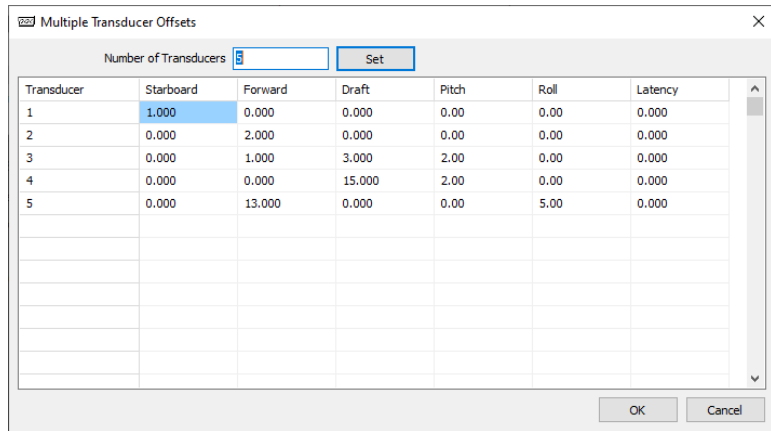 Multiple Transducer Offsets
Number of Transducers 5 Set
Transducer Starboard Forward Draft Pitch Roll Latency
1 1.000 0.000 0.000 0.00 0.00 0.000
2 0.000 2.000 0.000 0.00 0.00 0.000
3 0.000 1.000 3.000 2.00 0.00 0.000
4 0.000 0.000 15.000 2.00 0.00 0.000
5 0.000 13.000 0.000 0.00 5.00 0.000
OK Cancel